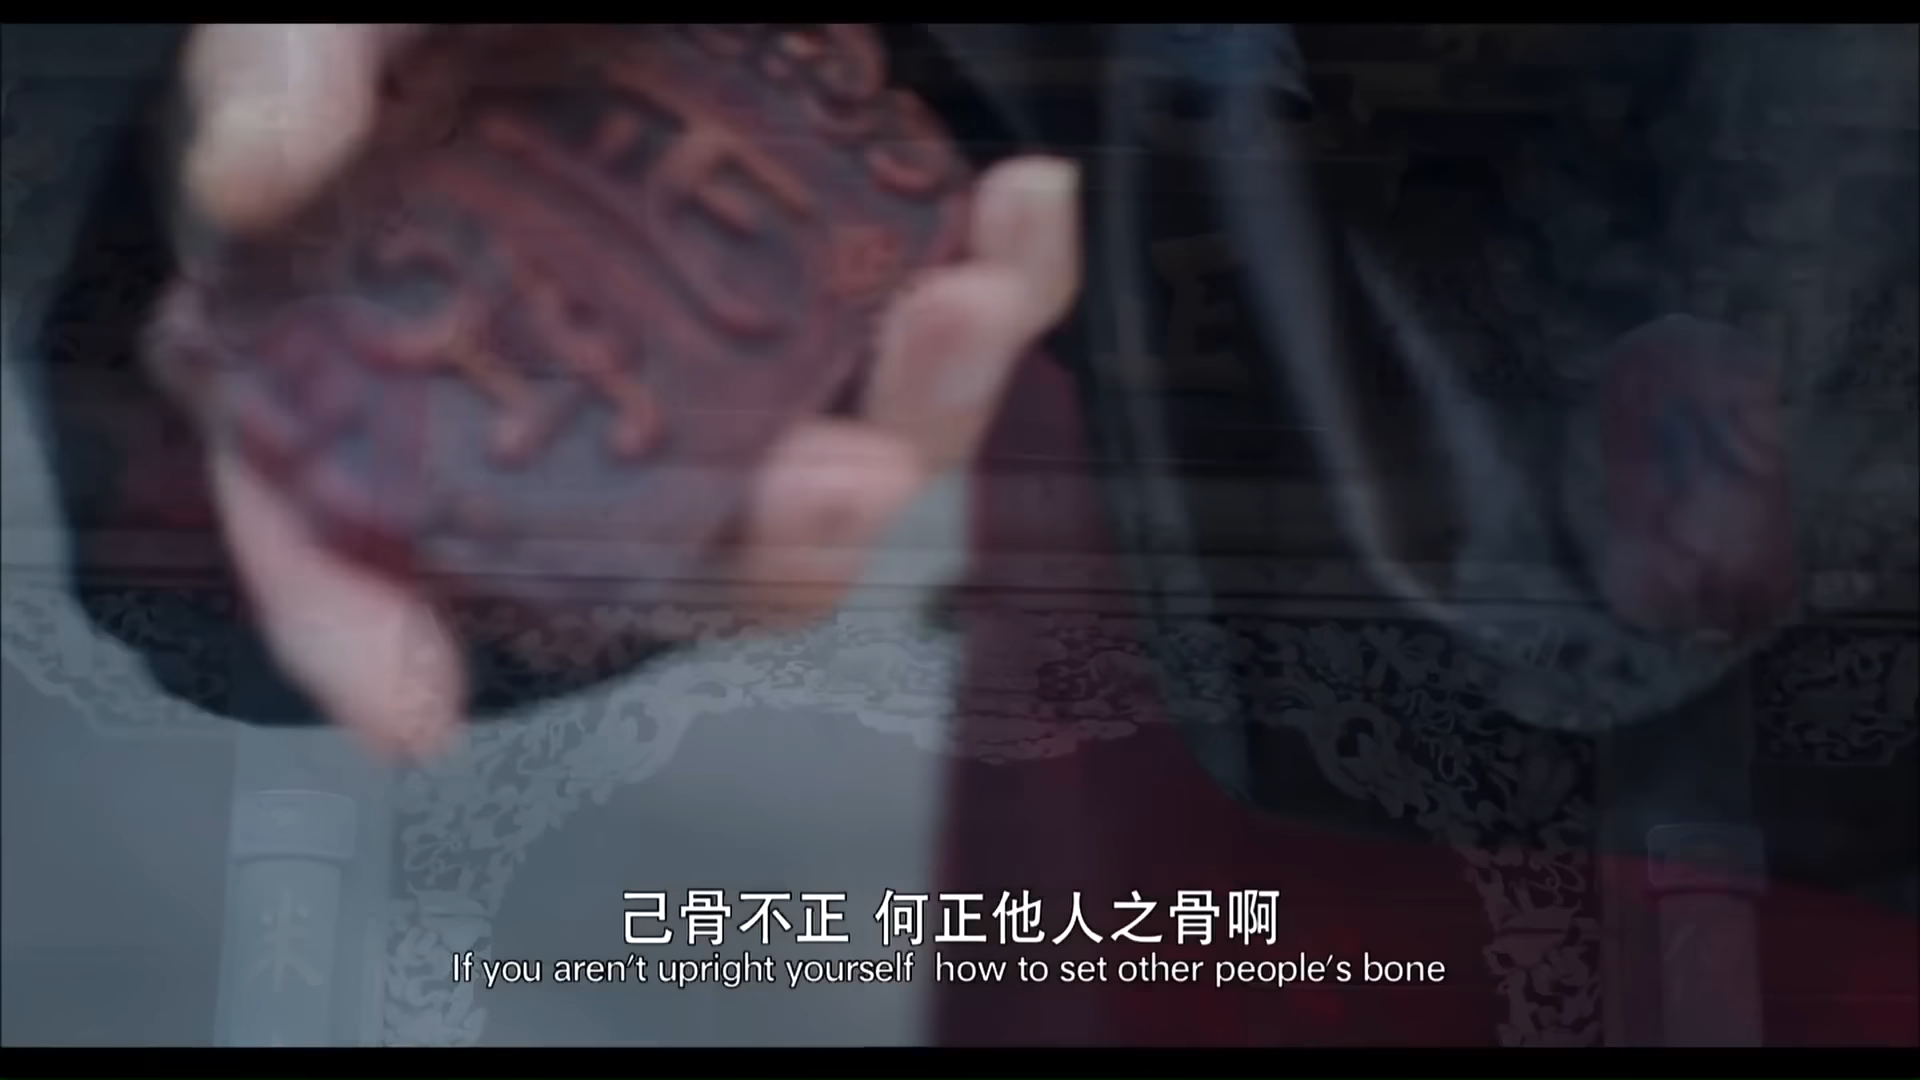 己骨不正 何正他人之骨啊
If you aren't upright yourself how to set other people's bone